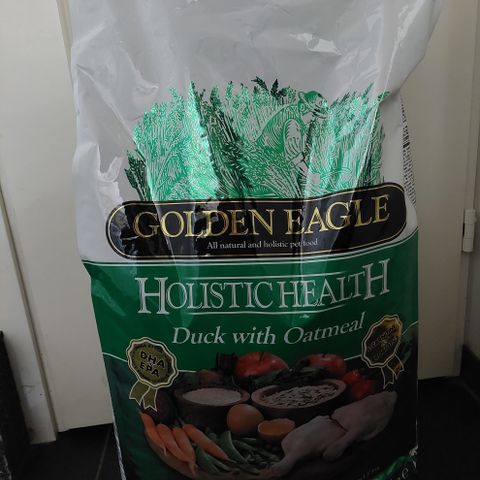 GOLDEN EAGLE
All natural and holistic pet food
HOLISTIC HEALTH
Duck with Oatmeal
DHA
EPA